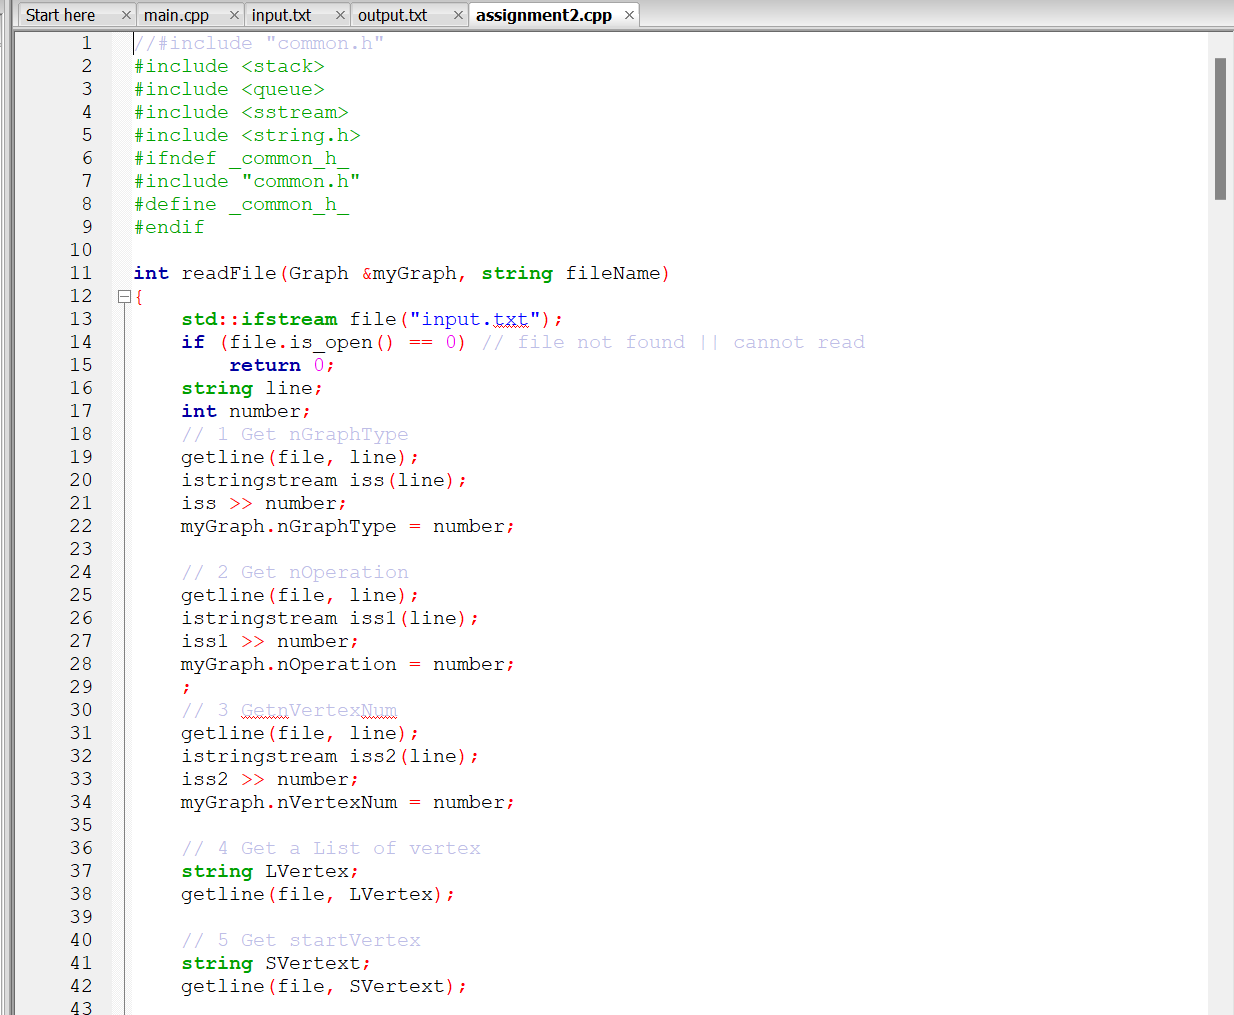 Start here × main.cpp × input.txt × output.txt × assignment2.cpp ×
1 //#include "common.h"
2 #include <stack>
3 #include <queue>
4 #include <sstream>
5 #include <string.h>
6 #ifndef _common_h_
7 #include "common.h"
8 #define _common_h_
9 #endif
10
11 int readFile(Graph &myGraph, string fileName)
12 {
13     std::ifstream file("input.txt");
14     if (file.is_open() == 0) // file not found || cannot read
15         return 0;
16     string line;
17     int number;
18     // 1 Get nGraphType
19     getline(file, line);
20     istringstream iss(line);
21     iss >> number;
22     myGraph.nGraphType = number;
23
24     // 2 Get nOperation
25     getline(file, line);
26     istringstream iss1(line);
27     iss1 >> number;
28     myGraph.nOperation = number;
29     ;
30     // 3 GetnVertexNum
31     getline(file, line);
32     istringstream iss2(line);
33     iss2 >> number;
34     myGraph.nVertexNum = number;
35
36     // 4 Get a List of vertex
37     string LVertex;
38     getline(file, LVertex);
39
40     // 5 Get startVertex
41     string SVertext;
42     getline(file, SVertext);
43